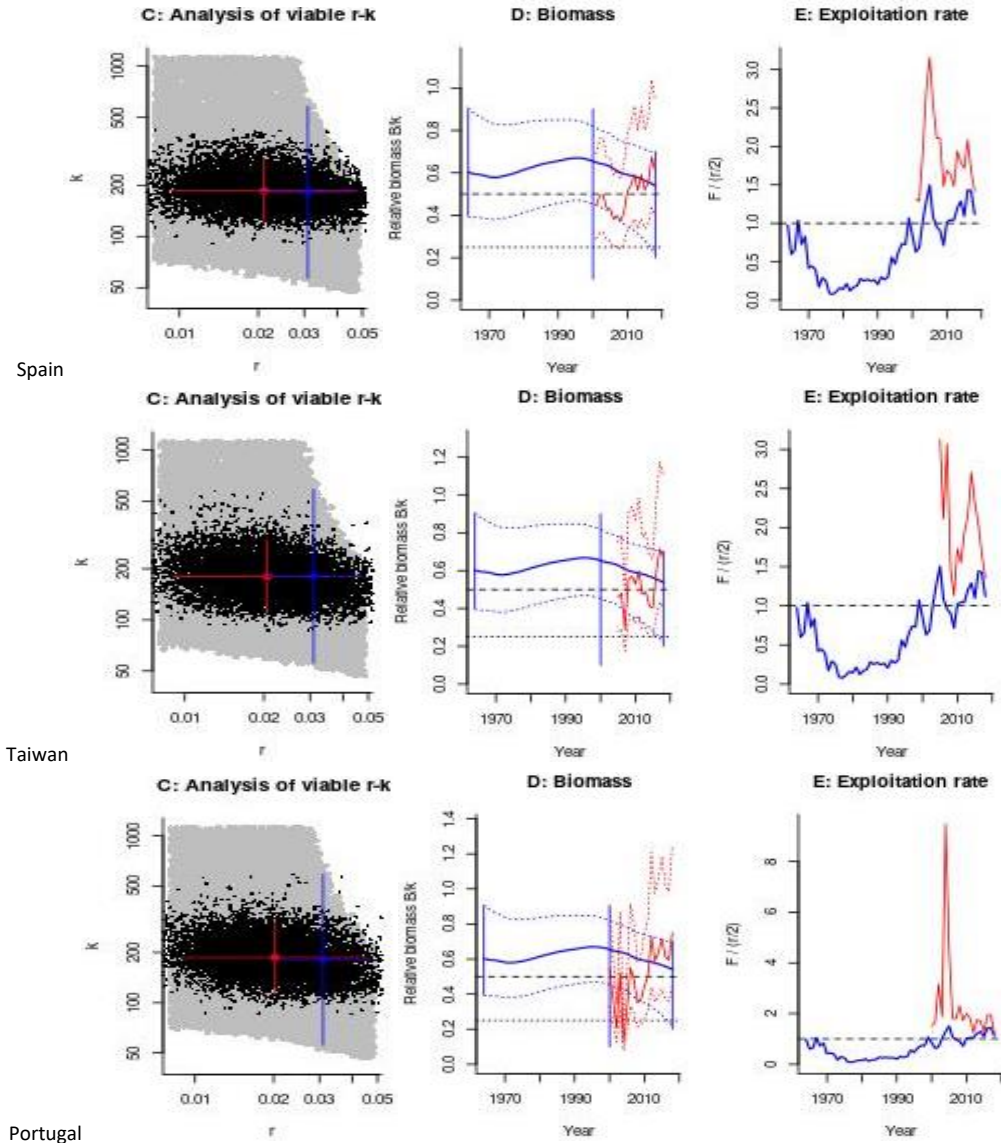 C: Analysis of viable r-k
D: Biomass
E: Exploitation rate
k
50
100
200
500
1000
0.01
0.02
0.03
0.05
r
Relative biomass B/k
0.0
0.2
0.4
0.6
0.8
1.0
1970
1990
2010
Year
F / (r/2)
0.0
0.5
1.0
1.5
2.0
2.5
3.0
1970
1990
2010
Year
Spain
C: Analysis of viable r-k
D: Biomass
E: Exploitation rate
k
50
100
200
500
1000
0.01
0.02
0.03
0.05
r
Relative biomass B/k
0.0
0.2
0.4
0.6
0.8
1.0
1.2
1970
1990
2010
Year
F / (r/2)
0.0
0.5
1.0
1.5
2.0
2.5
3.0
1970
1990
2010
Year
Taiwan
C: Analysis of viable r-k
D: Biomass
E: Exploitation rate
k
50
100
200
500
1000
0.01
0.02
0.03
0.05
r
Relative biomass B/k
0.0
0.2
0.4
0.6
0.8
1.0
1.2
1.4
1970
1990
2010
Year
F / (r/2)
0
2
4
6
8
1970
1990
2010
Year
Portugal